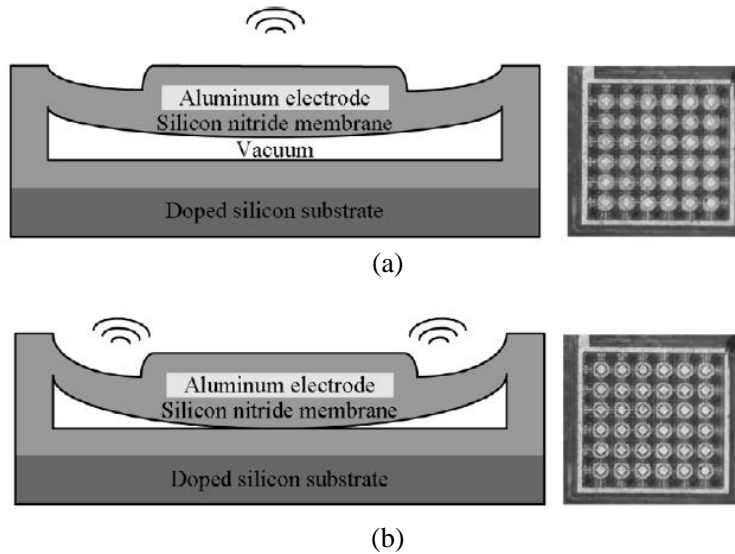 Aluminum electrode
Silicon nitride membrane
Vacuum
Doped silicon substrate
(a)
Aluminum electrode
Silicon nitride membrane
Doped silicon substrate
(b)